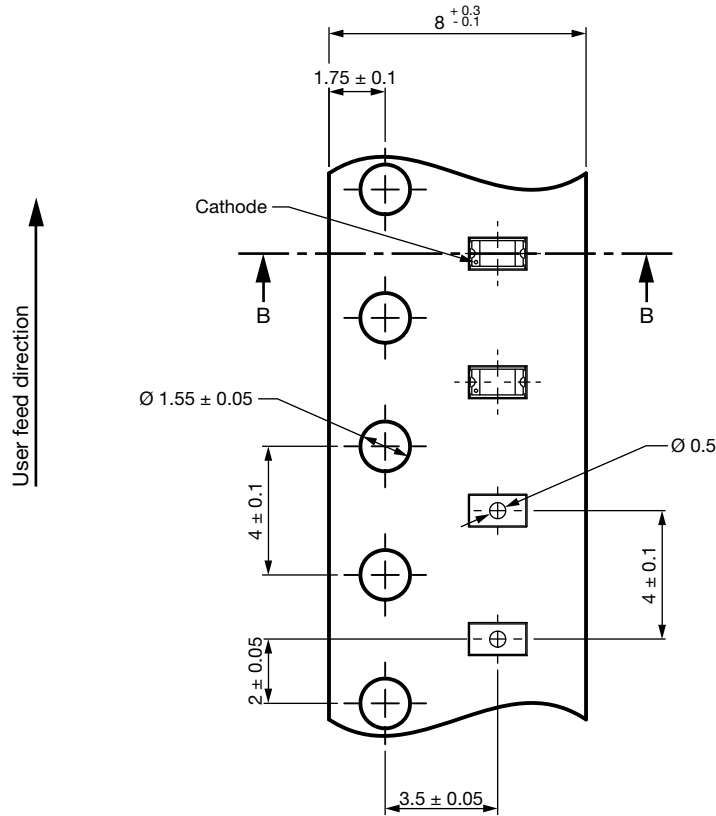 8 + 0.3 - 0.1
1.75 ± 0.1
Cathode
B
B
User feed direction
Ø 1.55 ± 0.05
Ø 0.5
4 ± 0.1
4 ± 0.1
2 ± 0.05
3.5 ± 0.05